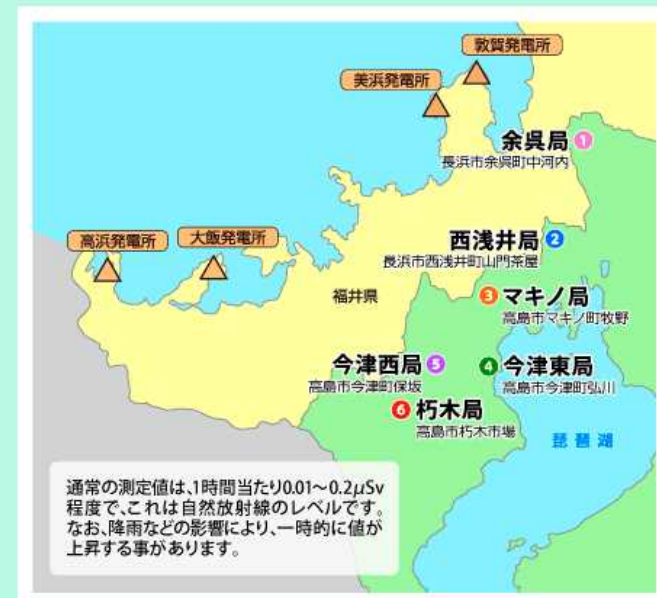 敦賀発電所
美浜発電所
余呉局 1
長浜市余呉町中河内
高浜発電所
大飯発電所
西浅井局 2
長浜市西浅井町山門茶屋
福井県
3 マキノ局
高島市マキノ町牧野
今津西局 5
高島市今津町保坂
4 今津東局
高島市今津町弘川
6 朽木局
高島市朽木市場
琵琶湖
通常の測定値は、1時間当たり0.01〜0.2μSv
程度で、これは自然放射線のレベルです。
なお、降雨などの影響により、一時的に値が
上昇する事があります。